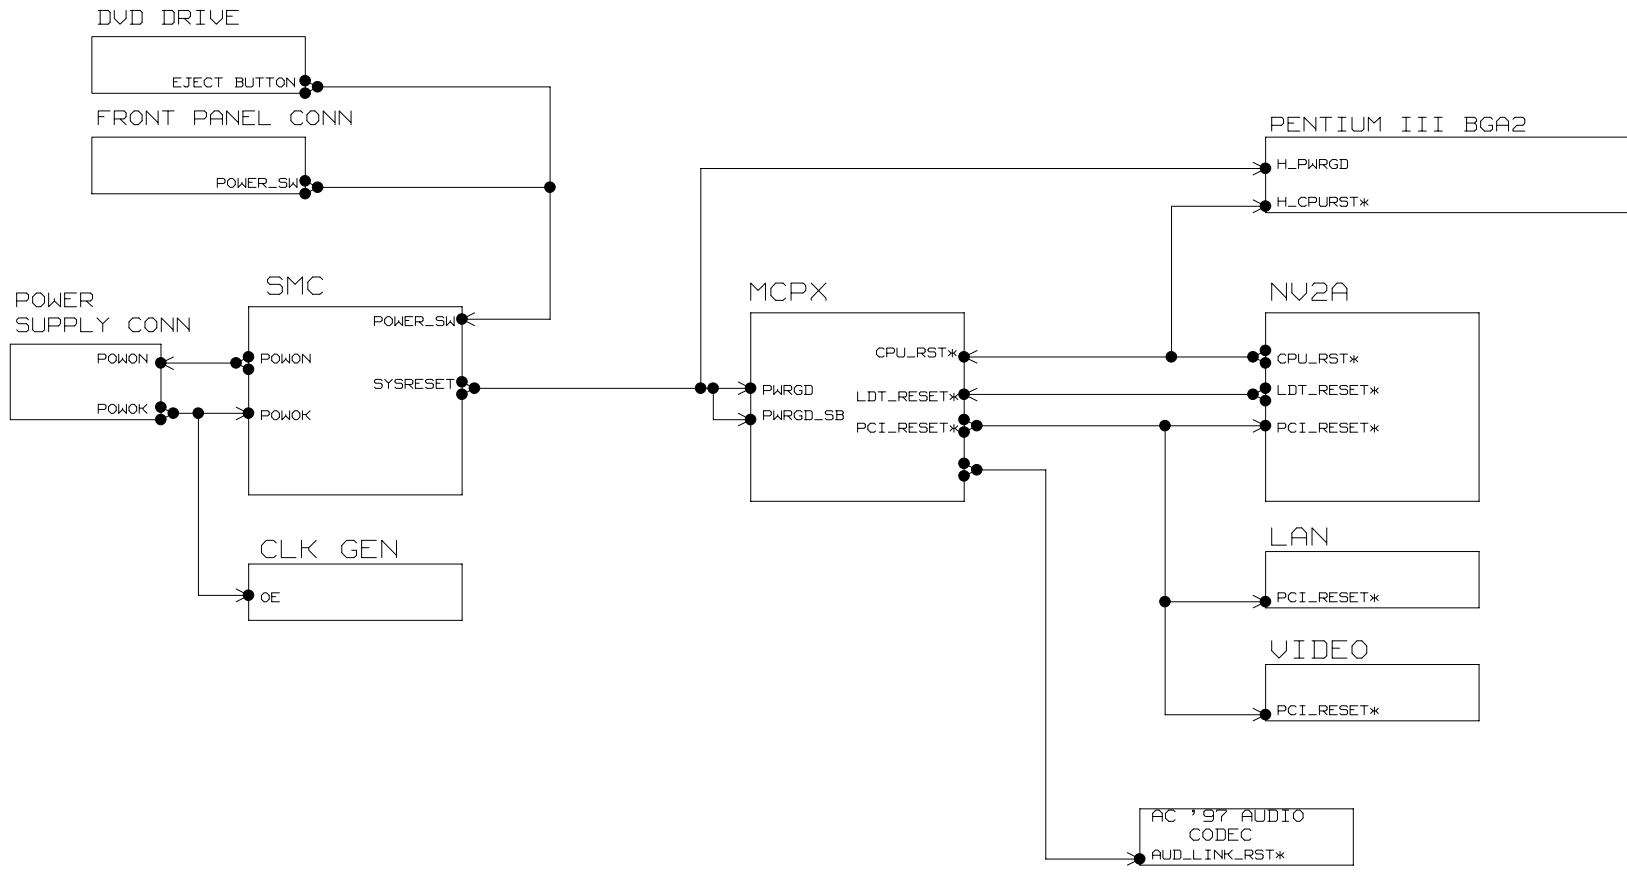 DVD DRIVE
EJECT BUTTON
FRONT PANEL CONN
POWER_SW
POWER
SUPPLY CONN
POWON
POWOK
SMC
POWER_SW
POWON
SYSRESET
POWOK
CLK GEN
OE
MCPX
CPU_RST*
PWRGD
LDT_RESET*
PWRGD_SB
PCI_RESET*
PENTIUM III BGA2
H_PWRGD
H_CPURST*
NV2A
CPU_RST*
LDT_RESET*
PCI_RESET*
LAN
PCI_RESET*
VIDEO
PCI_RESET*
AC '97 AUDIO
CODEC
AUD_LINK_RST*